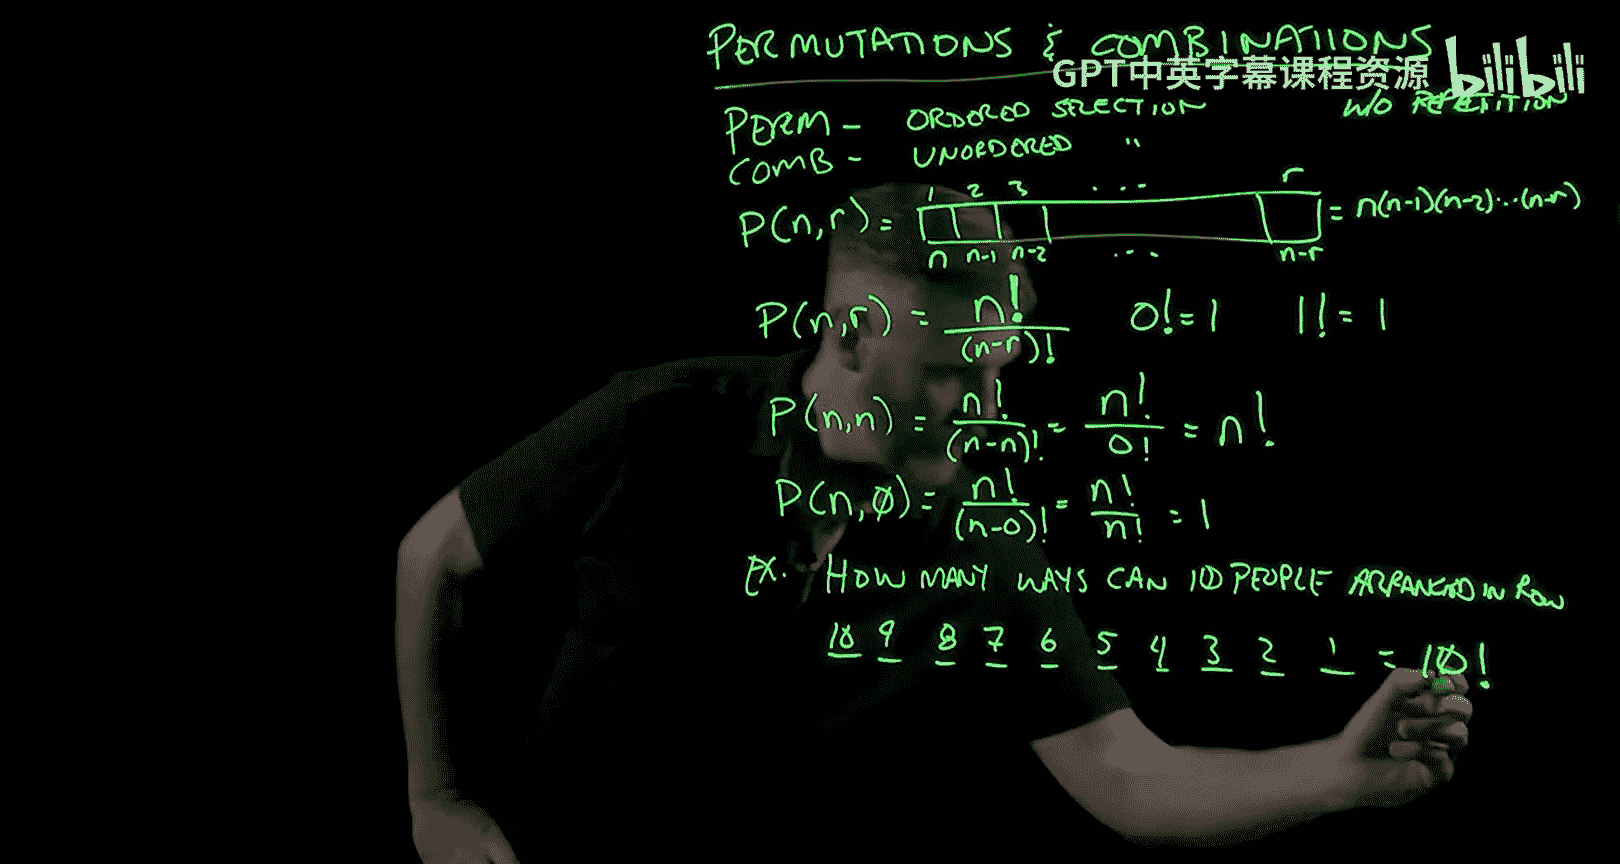 PERMUTATIONS & COMBINATIONS
GPT中英字幕课程资源 bilibili
PERM - ORDERED SELECTION W/O REPETITION
COMB - UNORDERED "
1 2 3 ... r
P(n,r) = = n(n-1)(n-2)...(n-r)
n n-1 n-2 ... n-r
P(n,r) = n!/(n-r)! 0! = 1 1! = 1
P(n,n) = n!/(n-n)! = n!/0! = n!
P(n,0) = n!/(n-0)! = n!/n! = 1
EX. HOW MANY WAYS CAN 10 PEOPLE ARRANGED IN ROW
10 9 8 7 6 5 4 3 2 1 = 10!